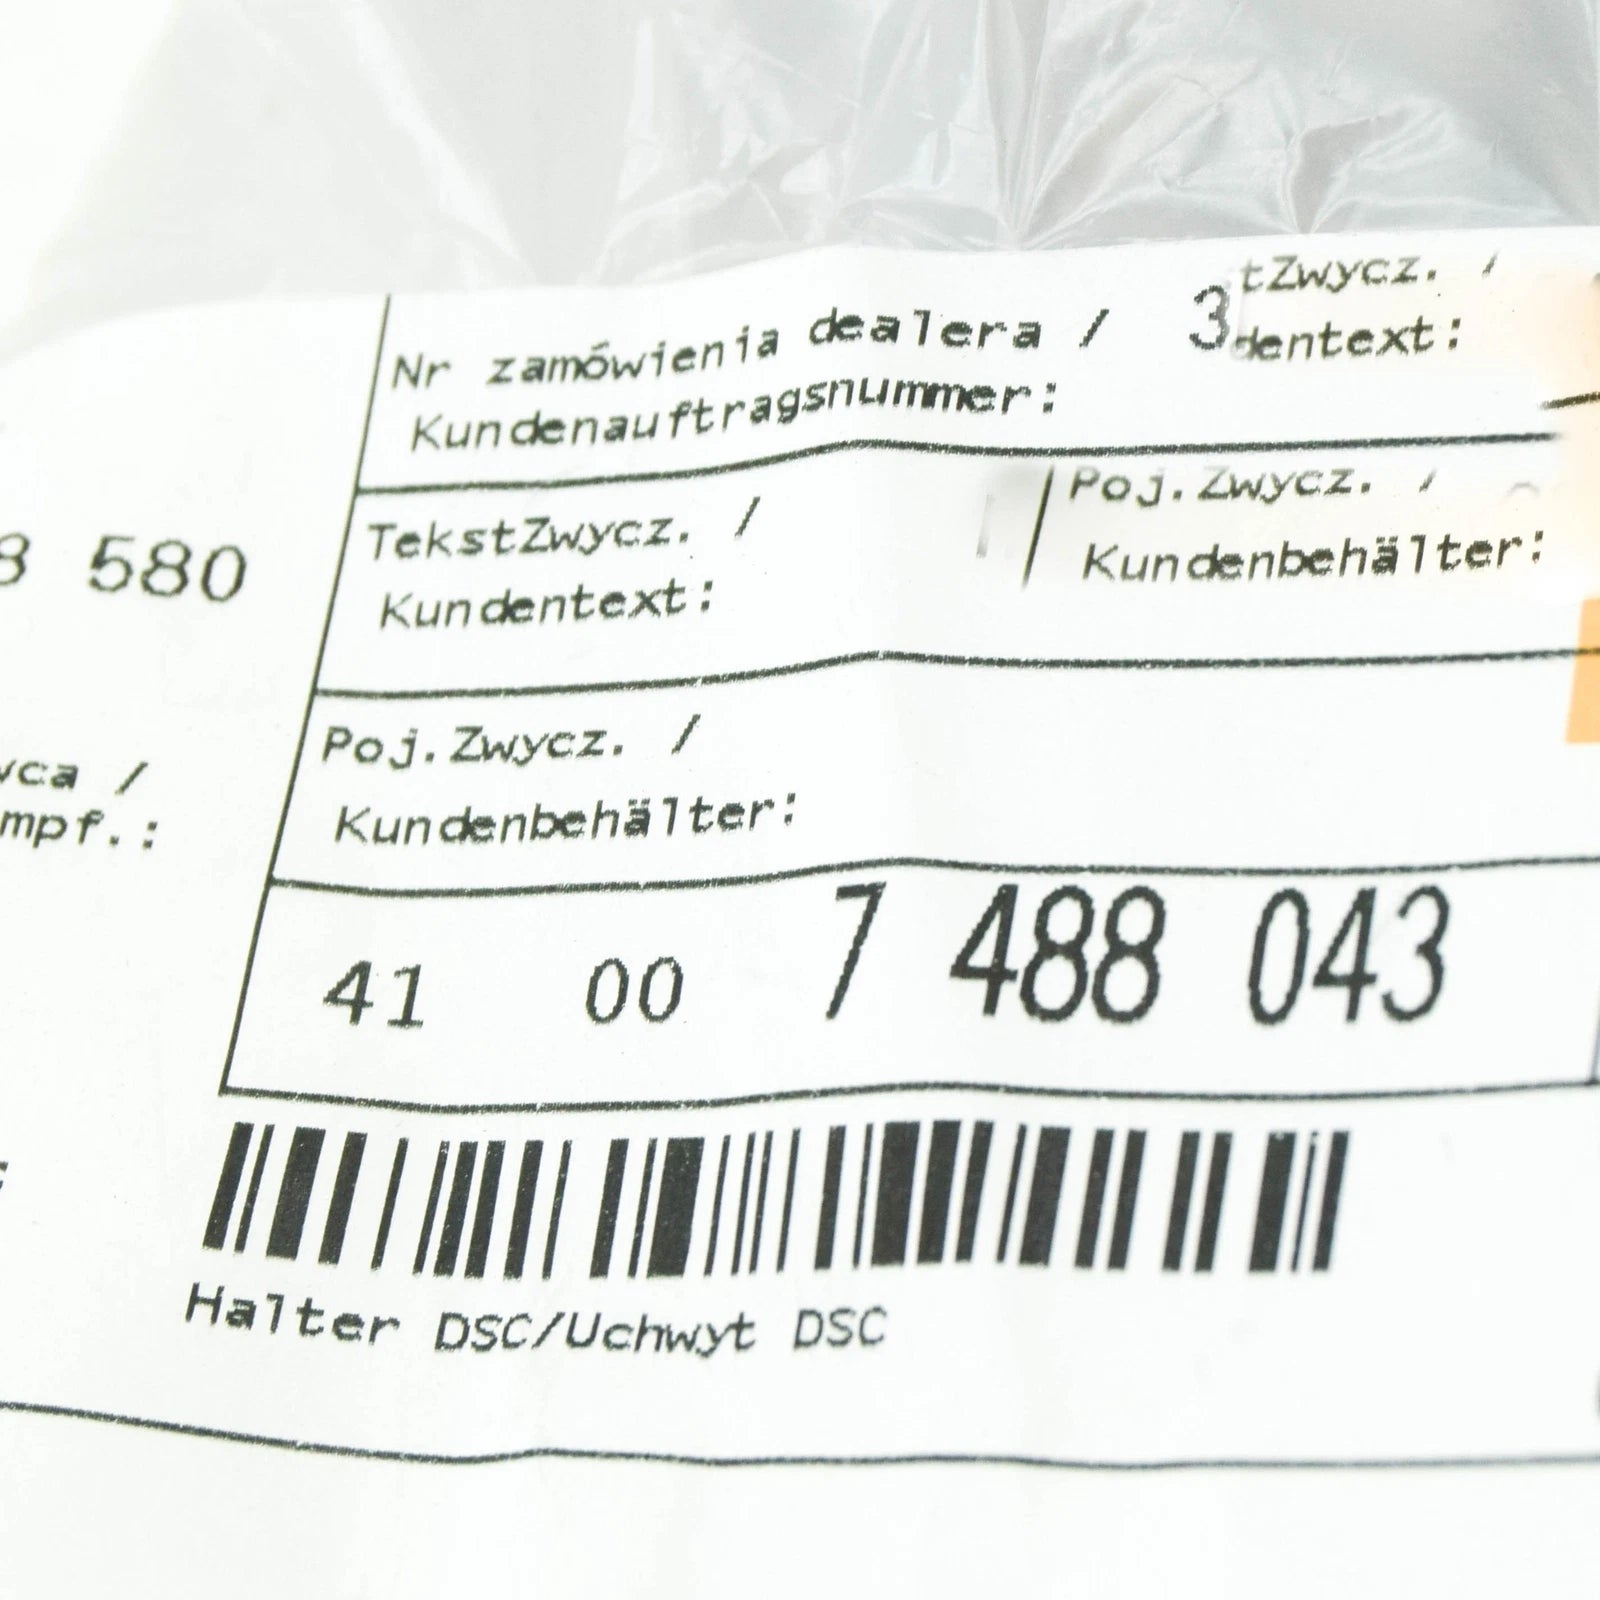 tZwycz. /
Nr zamówienia dealera / 3
dentext:
Kundenauftragsnummer:
Poj.Zwycz. /
TekstZwycz. /
Kundenbehälter:
8 580
Kundentext:
Poj.Zwycz. /
wca /
Kundenbehälter:
mpf.:
41 00 7 488 043
Halter DSC/Uchwyt DSC